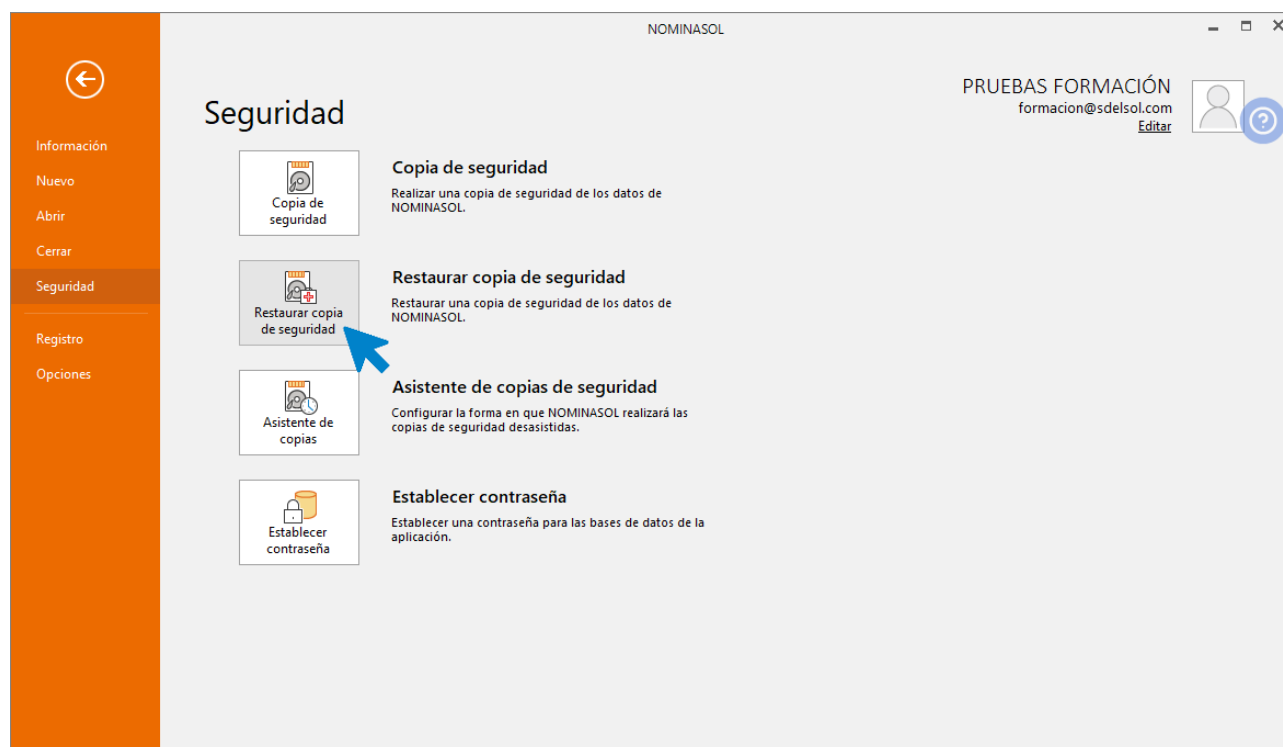 NOMINASOL
PRUEBAS FORMACIÓN
formacion@sdelsol.com
Editar
?
Información
Nuevo
Abrir
Cerrar
Seguridad
Registro
Opciones
Seguridad
Copia de
seguridad
Copia de seguridad
Realizar una copia de seguridad de los datos de
NOMINASOL.
Restaurar copia
de seguridad
Restaurar copia de seguridad
Restaurar una copia de seguridad de los datos de
NOMINASOL.
Asistente de
copias
Asistente de copias de seguridad
Configurar la forma en que NOMINASOL realizará las
copias de seguridad desasistidas.
Establecer
contraseña
Establecer contraseña
Establecer una contraseña para las bases de datos de la
aplicación.